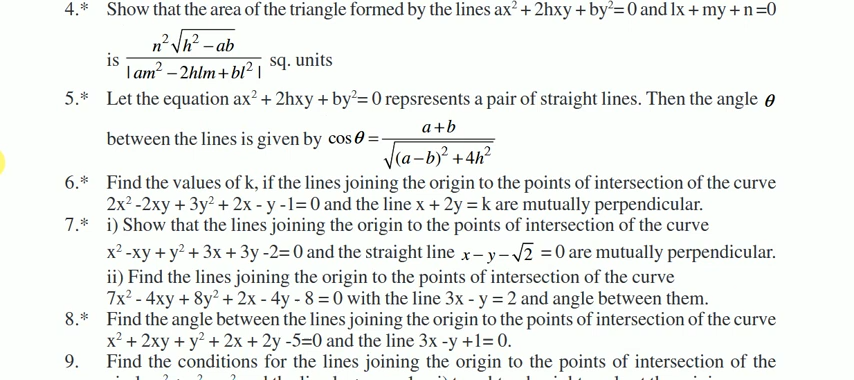 4.* Show that the area of the triangle formed by the lines ax² + 2hxy + by²= 0 and lx + my + n =0
is n²√(h² – ab) / | am² – 2hlm + bl² | sq. units
5.* Let the equation ax² + 2hxy + by²= 0 repsresents a pair of straight lines. Then the angle θ
between the lines is given by cos θ = (a + b) / √((a – b)² + 4h²)
6.* Find the values of k, if the lines joining the origin to the points of intersection of the curve
2x² -2xy + 3y² + 2x - y -1= 0 and the line x + 2y = k are mutually perpendicular.
7.* i) Show that the lines joining the origin to the points of intersection of the curve
x² -xy + y² + 3x + 3y -2= 0 and the straight line x – y – √2 = 0 are mutually perpendicular.
ii) Find the lines joining the origin to the points of intersection of the curve
7x² - 4xy + 8y² + 2x - 4y - 8 = 0 with the line 3x - y = 2 and angle between them.
8.* Find the angle between the lines joining the origin to the points of intersection of the curve
x² + 2xy + y² + 2x + 2y -5=0 and the line 3x -y +1= 0.
9. Find the conditions for the lines joining the origin to the points of intersection of the